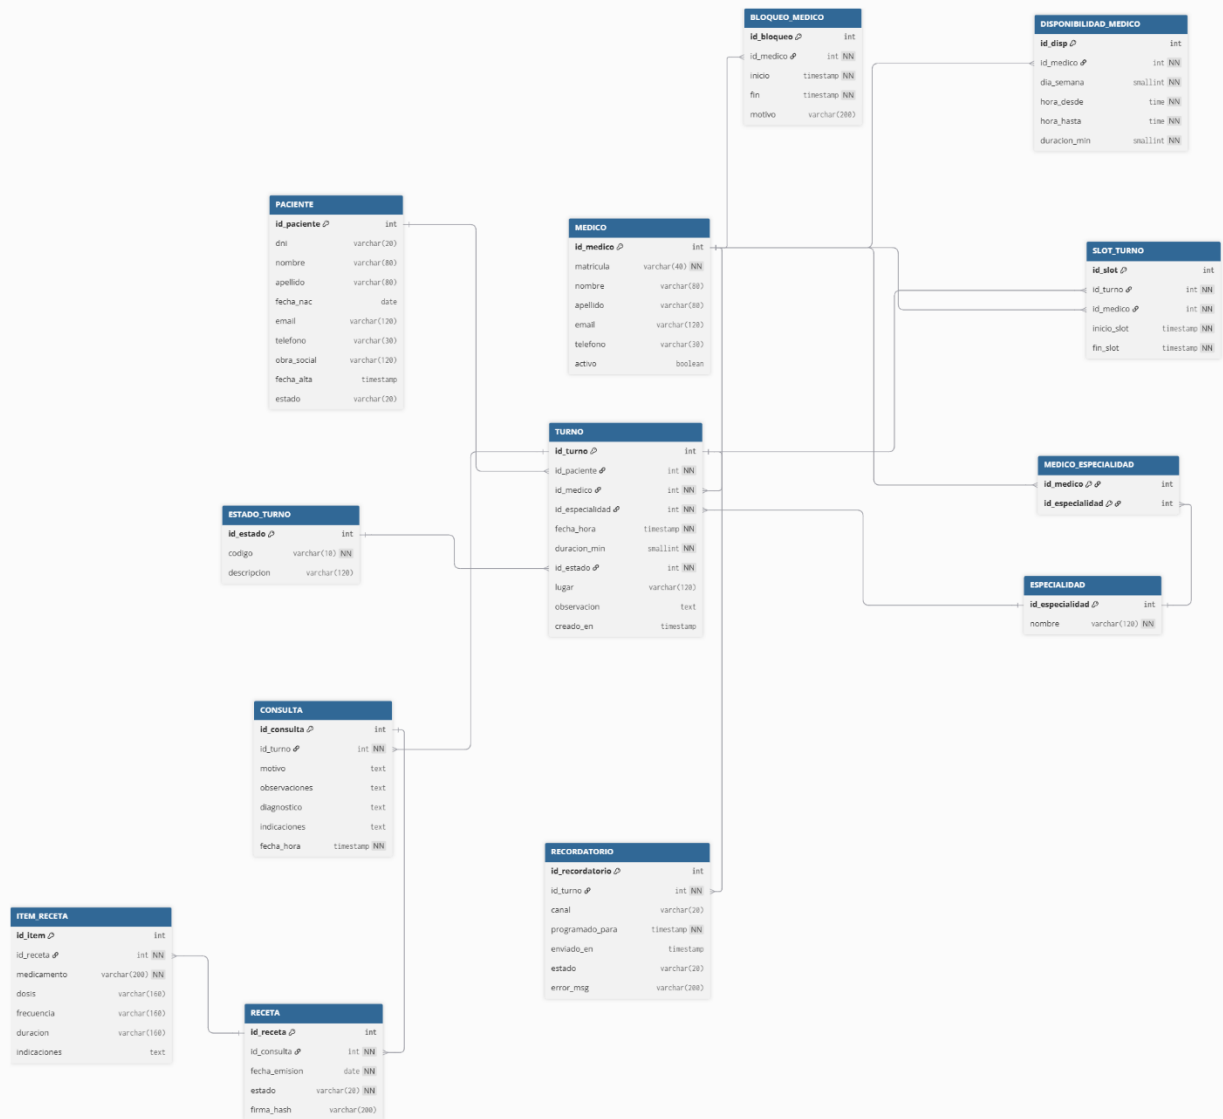 BLOQUEO_MEDICO
id_bloqueo int
id_medico int NN
inicio timestamp NN
fin timestamp NN
motivo varchar(200)
DISPONIBILIDAD_MEDICO
id_disp int
id_medico int NN
dia_semana smallint NN
hora_desde time NN
hora_hasta time NN
duracion_min smallint NN
PACIENTE
id_paciente int
dni varchar(20)
nombre varchar(80)
apellido varchar(80)
fecha_nac date
email varchar(120)
telefono varchar(30)
obra_social varchar(120)
fecha_alta timestamp
estado varchar(20)
MEDICO
id_medico int
matricula varchar(40) NN
nombre varchar(80)
apellido varchar(80)
email varchar(120)
telefono varchar(30)
activo boolean
SLOT_TURNO
id_slot int
id_turno int NN
id_medico int NN
inicio_slot timestamp NN
fin_slot timestamp NN
TURNO
id_turno int
id_paciente int NN
id_medico int NN
id_especialidad int NN
fecha_hora timestamp NN
duracion_min smallint NN
id_estado int NN
lugar varchar(120)
observacion text
creado_en timestamp
MEDICO_ESPECIALIDAD
id_medico int
id_especialidad int
ESTADO_TURNO
id_estado int
codigo varchar(10) NN
descripcion varchar(120)
ESPECIALIDAD
id_especialidad int
nombre varchar(120) NN
CONSULTA
id_consulta int
id_turno int NN
motivo text
observaciones text
diagnostico text
indicaciones text
fecha_hora timestamp NN
RECORDATORIO
id_recordatorio int
id_turno int NN
canal varchar(20)
programado_para timestamp NN
enviado_en timestamp
estado varchar(20)
error_msg varchar(200)
ITEM_RECETA
id_item int
id_receta int NN
medicamento varchar(200) NN
dosis varchar(160)
frecuencia varchar(160)
duracion varchar(160)
indicaciones text
RECETA
id_receta int
id_consulta int NN
fecha_emision date NN
estado varchar(20) NN
firma_hash varchar(200)